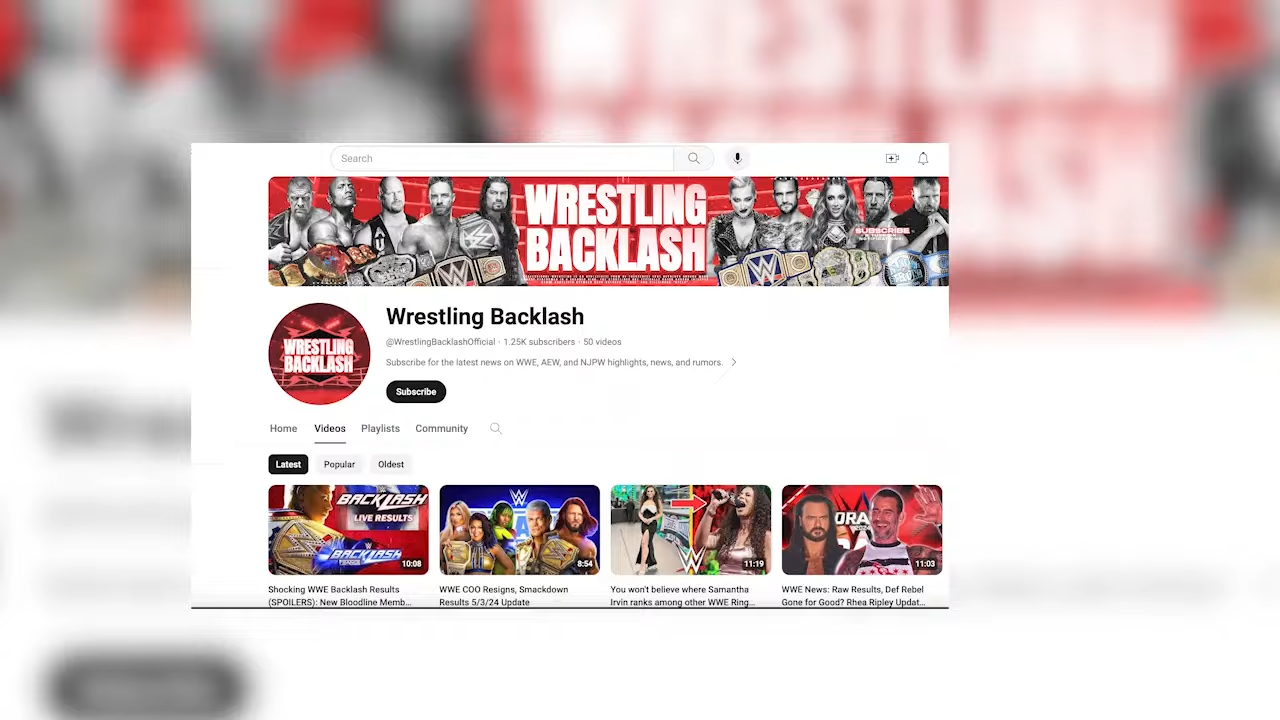 Search
WRESTLING
BACKLASH
SUBSCRIBE
WRESTLING
BACKLASH
Wrestling Backlash
@WrestlingBacklashOfficial · 1.25K subscribers · 50 videos
Subscribe for the latest news on WWE, AEW, and NJPW highlights, news, and rumors.
Subscribe
Home Videos Playlists Community
Latest Popular Oldest
BACKLASH
LIVE RESULTS
BACKLASH
10:08
8:54
11:19
11:03
Shocking WWE Backlash Results
(SPOILERS): New Bloodline Memb...
WWE COO Resigns, Smackdown
Results 5/3/24 Update
You won't believe where Samantha
Irvin ranks among other WWE Ring...
WWE News: Raw Results, Def Rebel
Gone for Good? Rhea Ripley Updat...